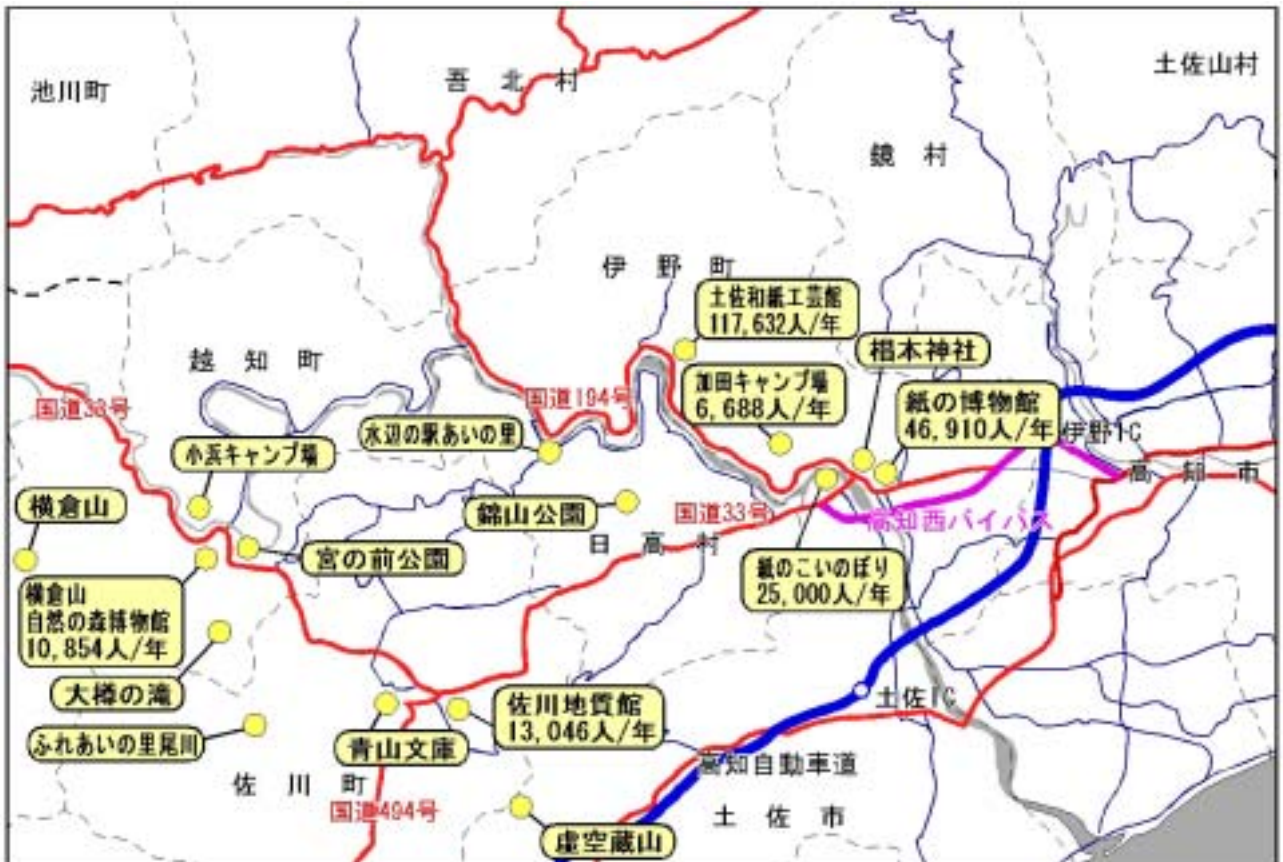 池川町
吾北村
土佐山村
鏡村
伊野町
土佐和紙工芸館
117,632人/年
越知町
椙本神社
国道33号
国道194号
加田キャンプ場
6,688人/年
紙の博物館
46,910人/年
伊野IC
水辺の駅あいの里
小浜キャンプ場
高知市
横倉山
錦山公園
国道33号
高知西バイパス
日高村
宮の前公園
紙のこいのぼり
25,000人/年
横倉山
自然の森博物館
10,854人/年
大樽の滝
佐川地質館
13,046人/年
土佐IC
ふれあいの里尾川
青山文庫
高知自動車道
佐川町
国道494号
土佐市
虚空蔵山